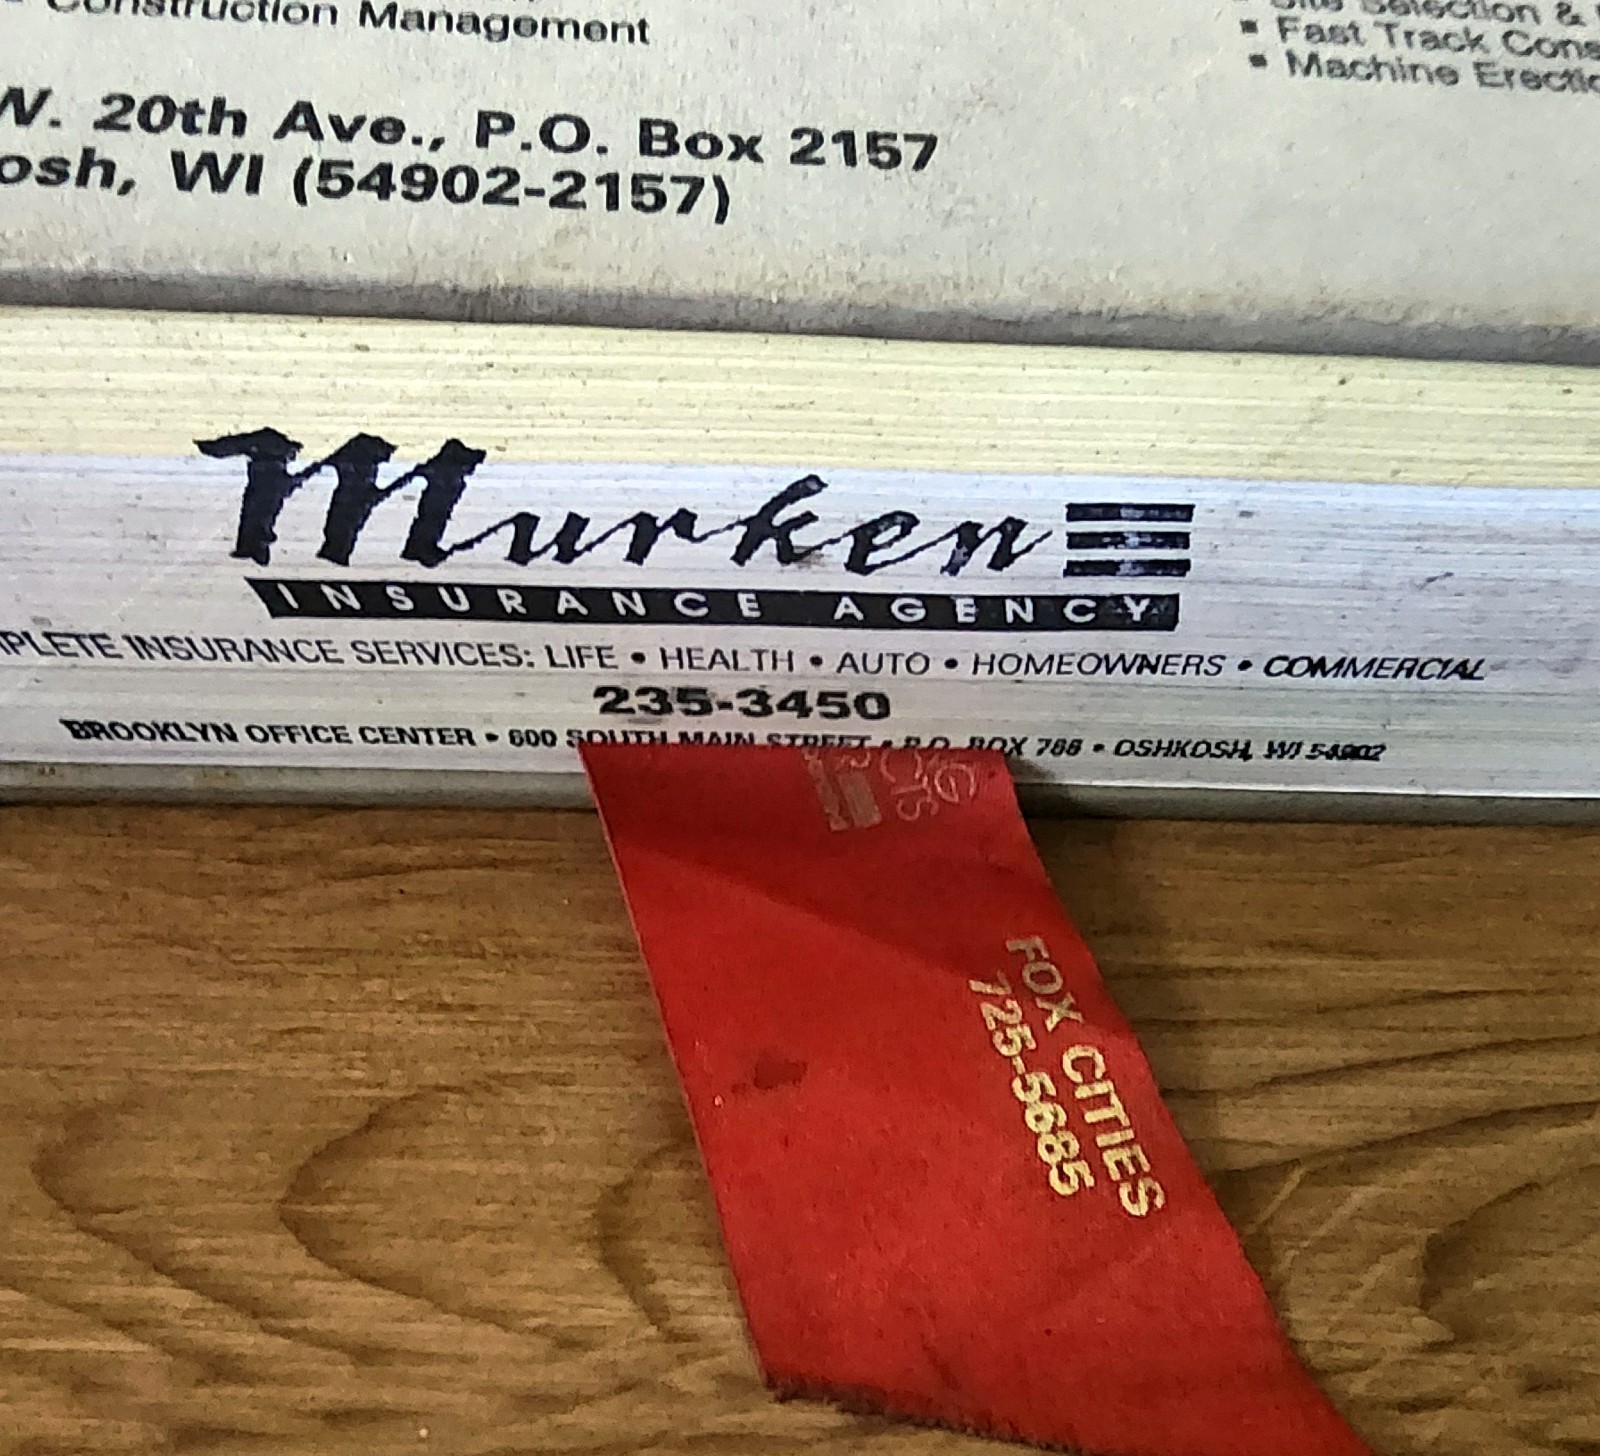 Construction Management
Selection &
▪ Fast Track
▪ Machine
W. 20th Ave., P.O. Box 2157
osh, WI (54902-2157)
Murken
INSURANCE AGENCY
PLETE INSURANCE SERVICES: LIFE • HEALTH • AUTO • HOMEOWNERS • COMMERCIAL
235-3450
BROOKLYN OFFICE CENTER • 600 SOUTH MAIN STREET • P.O. BOX 788 • OSHKOSH, WI 54902
FOX CITIES
725-5685